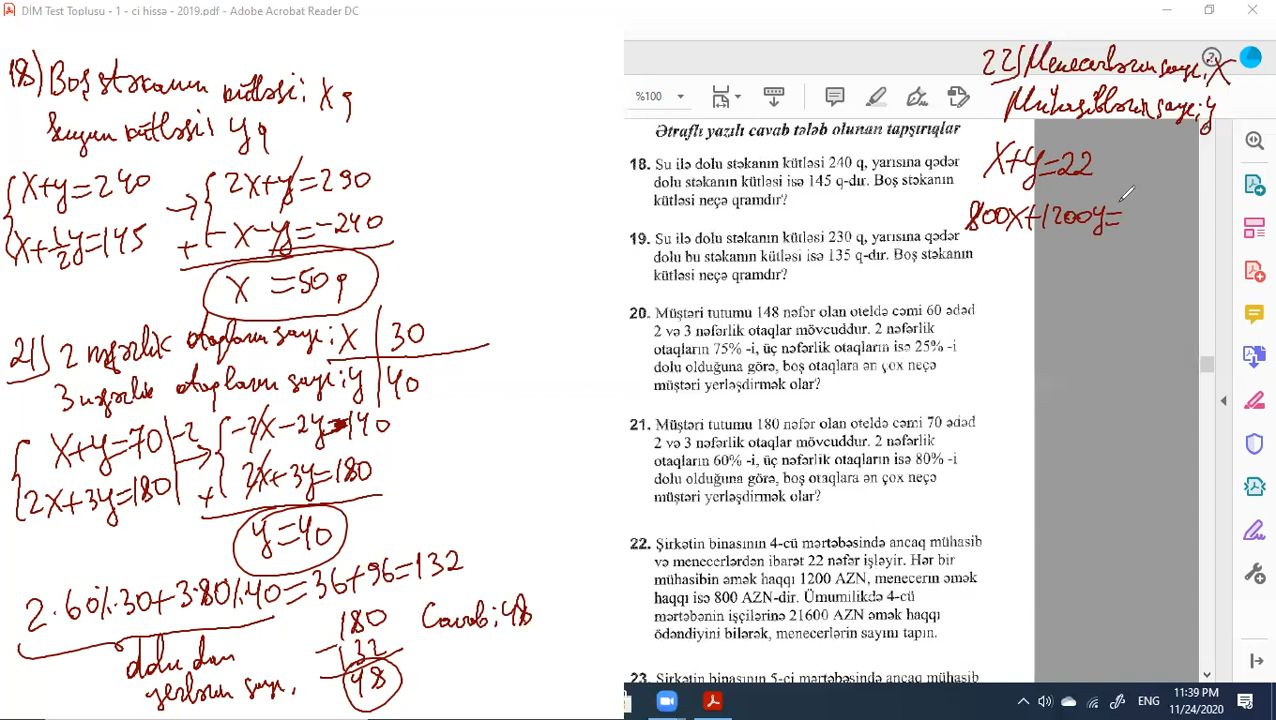 DİM Test Toplusu - 1 - ci hissə - 2019.pdf - Adobe Acrobat Reader DC
18) Boş stəkanın kütləsi; x q
Suyun kütləsi; y q
x+y=240
x+1/2y=145
→ 2x+y=290
+ -x-y=-240
x =50q
21) 2 nəfərlik otaqların sayı; x | 30
3 nəfərlik otaqların sayı; y | 40
x+y=70 |-2
2x+3y=180
→ -2x-2y=-140
+ 2x+3y=180
y=40
2·60%·30+3·80%·40=36+96=132
dolu olan
yerlərin sayı.
180
-132
48
Cavab; 48
%100
22) Menecerlərin sayı; x
Mühasiblərin sayı; y
x+y=22
800x+1200y=
Ətraflı yazılı cavab tələb olunan tapşırıqlar
18. Su ilə dolu stəkanın kütləsi 240 q, yarısına qədər
dolu stəkanın kütləsi isə 145 q-dır. Boş stəkanın
kütləsi neçə qramdır?
19. Su ilə dolu stəkanın kütləsi 230 q, yarısına qədər
dolu bu stəkanın kütləsi isə 135 q-dır. Boş stəkanın
kütləsi neçə qramdır?
20. Müştəri tutumu 148 nəfər olan oteldə cəmi 60 ədəd
2 və 3 nəfərlik otaqlar mövcuddur. 2 nəfərlik
otaqların 75% -i, üç nəfərlik otaqların isə 25% -i
dolu olduğuna görə, boş otaqlara ən çox neçə
müştəri yerləşdirmək olar?
21. Müştəri tutumu 180 nəfər olan oteldə cəmi 70 ədəd
2 və 3 nəfərlik otaqlar mövcuddur. 2 nəfərlik
otaqların 60% -i, üç nəfərlik otaqların isə 80% -i
dolu olduğuna görə, boş otaqlara ən çox neçə
müştəri yerləşdirmək olar?
22. Şirkətin binasının 4-cü mərtəbəsində ancaq mühasib
və menecerlərdən ibarət 22 nəfər işləyir. Hər bir
mühasibin əmək haqqı 1200 AZN, menecerin əmək
haqqı isə 800 AZN-dir. Ümumilikdə 4-cü
mərtəbənin işçilərinə 21600 AZN əmək haqqı
ödəndiyini bilərək, menecerlərin sayını tapın.
23. Şirkətin binasının 5-ci mərtəbəsində ancaq mühasib
ENG
11:39 PM
11/24/2020